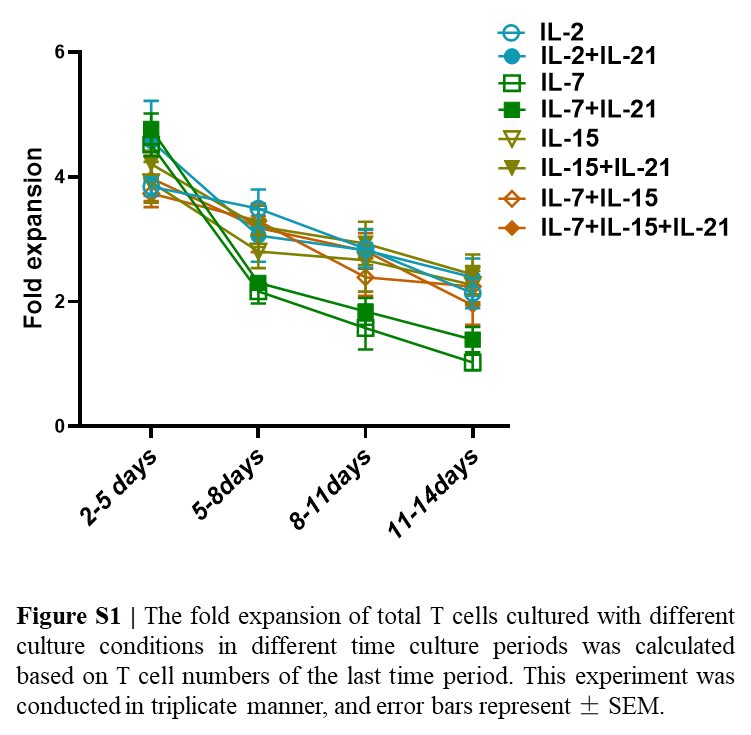 IL-2
IL-2+IL-21
IL-7
IL-7+IL-21
IL-15
IL-15+IL-21
IL-7+IL-15
IL-7+IL-15+IL-21
Fold expansion
6
4
2
0
2-5 days
5-8days
8-11days
11-14days
Figure S1 | The fold expansion of total T cells cultured with different
culture conditions in different time culture periods was calculated
based on T cell numbers of the last time period. This experiment was
conducted in triplicate manner, and error bars represent ± SEM.